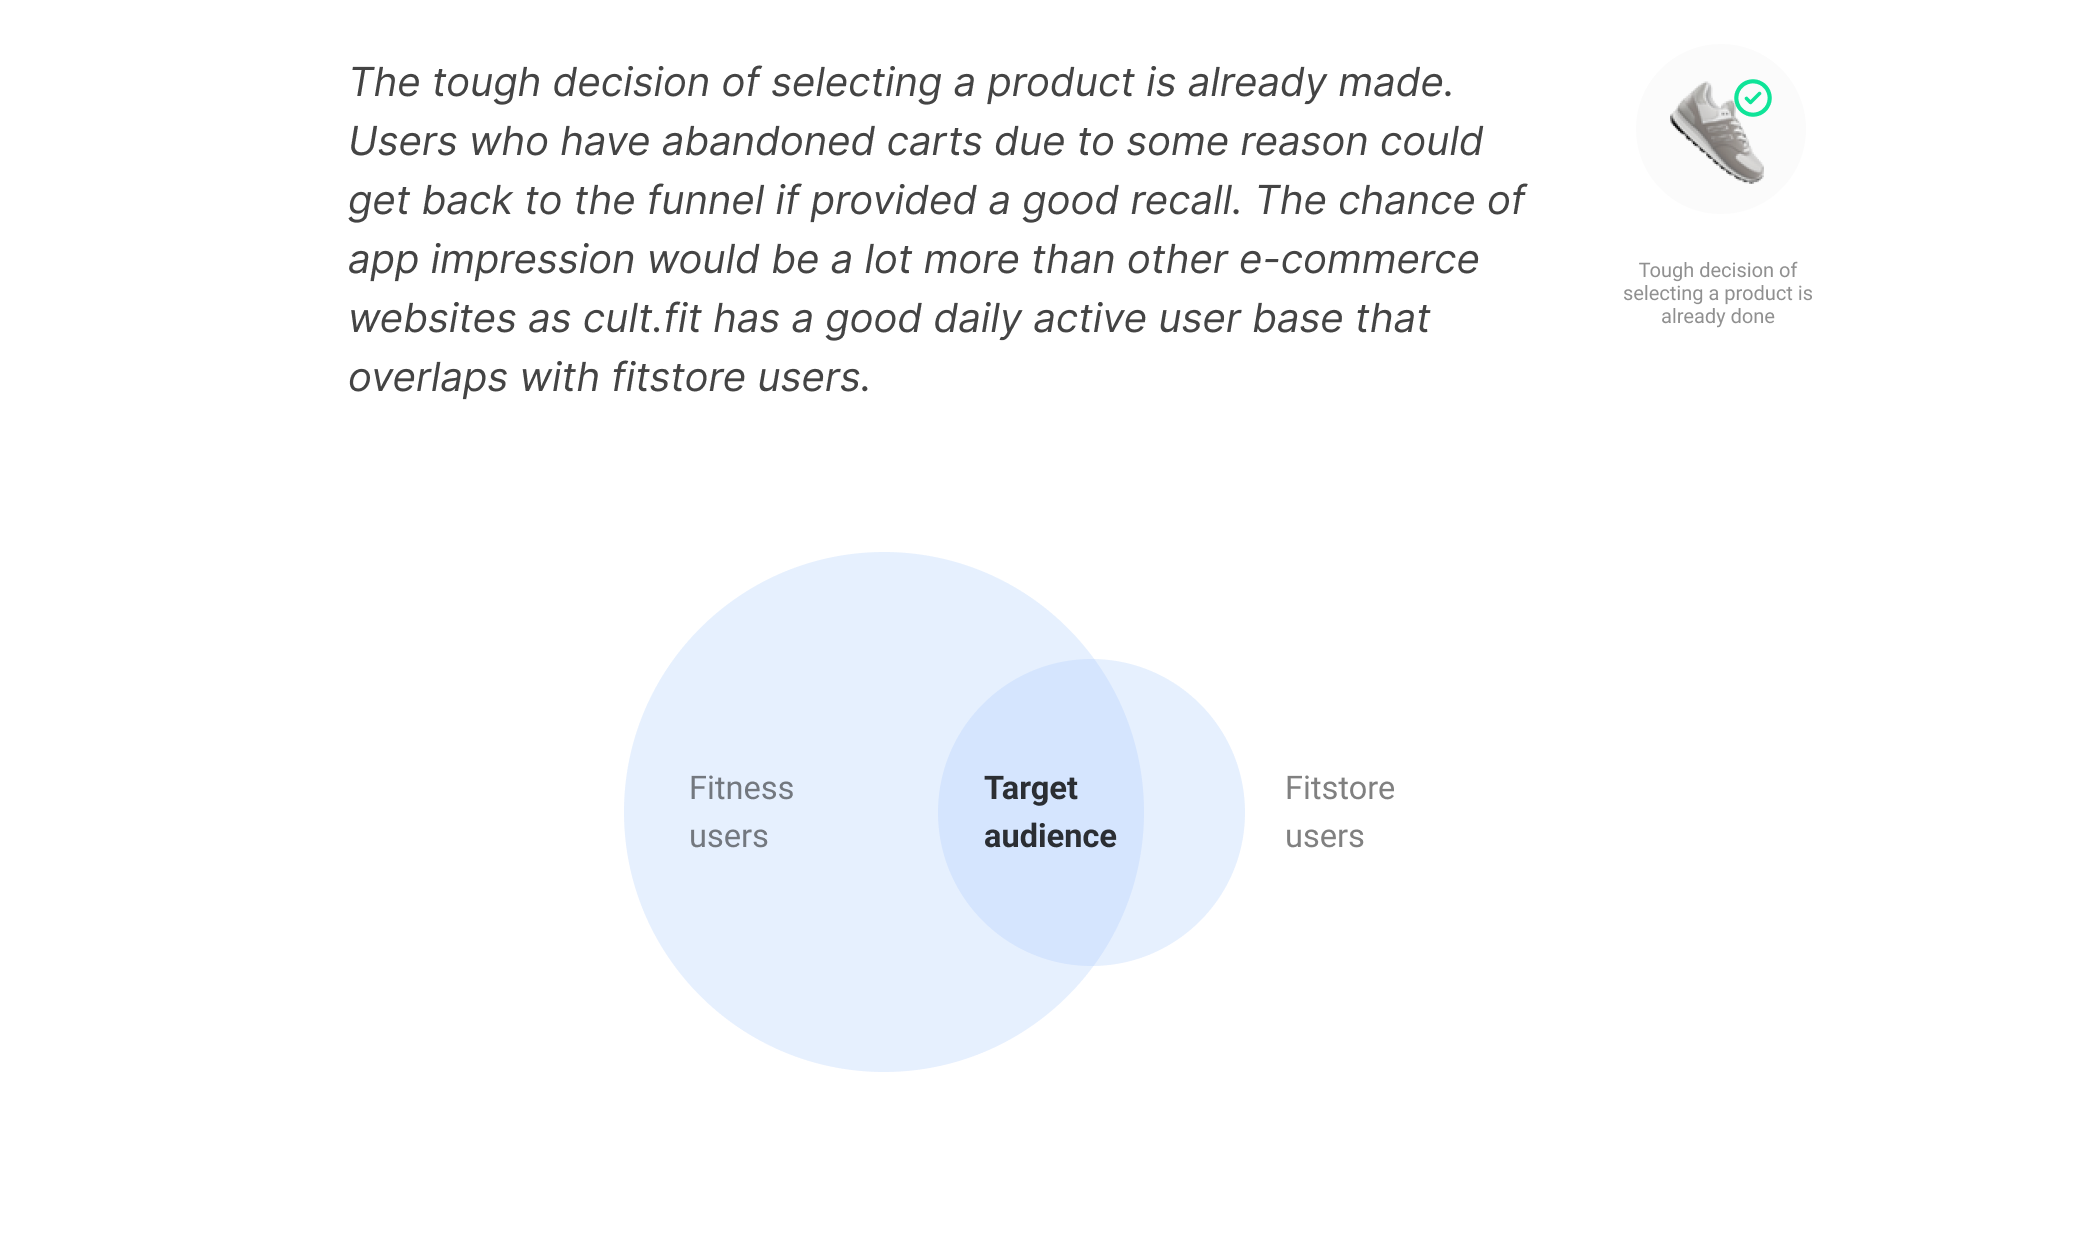 The tough decision of selecting a product is already made.
Users who have abandoned carts due to some reason could
get back to the funnel if provided a good recall. The chance of
app impression would be a lot more than other e-commerce
websites as cult.fit has a good daily active user base that
overlaps with fitstore users.
Tough decision of
selecting a product is
already done
Fitness
users
Target
audience
Fitstore
users